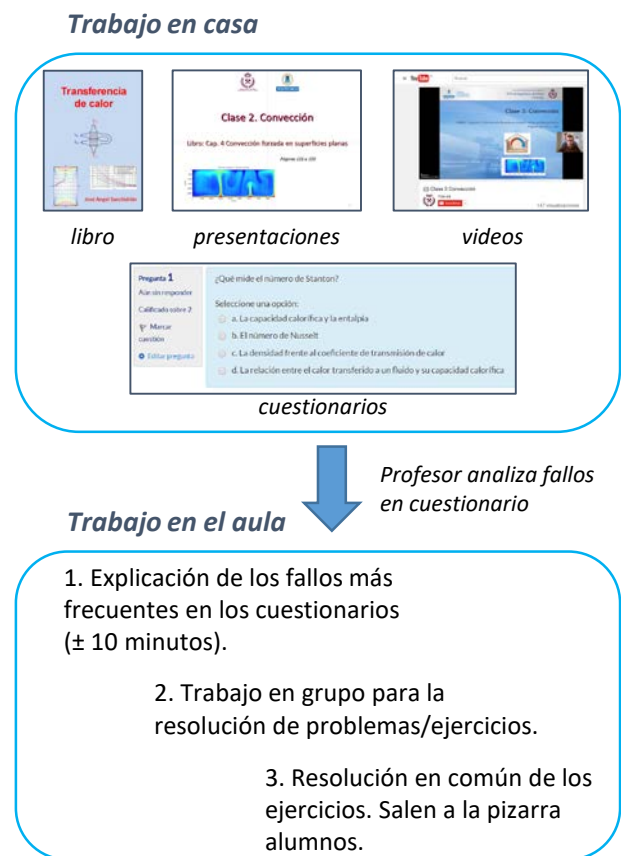 Trabajo en casa
Transferencia
de calor
José Ángel Sanchidrián
Clase 2. Convección
Libro: Cap. 4 Convección forzada en superficies planas
Clase 3: Convección
libro
presentaciones
videos
Pregunta 1
Aún sin responder
Calificado sobre 2
Marcar
cuestión
Editar pregunta
¿Qué mide el número de Stanton?
Seleccione una opción:
a. La capacidad calorífica y la entalpia
b. El número de Nusselt
c. La densidad frente al coeficiente de transmisión de calor
d. La relación entre el calor transferido a un fluido y su capacidad calorífica
cuestionarios
Profesor analiza fallos
en cuestionario
Trabajo en el aula
1. Explicación de los fallos más
frecuentes en los cuestionarios
(± 10 minutos).
2. Trabajo en grupo para la
resolución de problemas/ejercicios.
3. Resolución en común de los
ejercicios. Salen a la pizarra
alumnos.